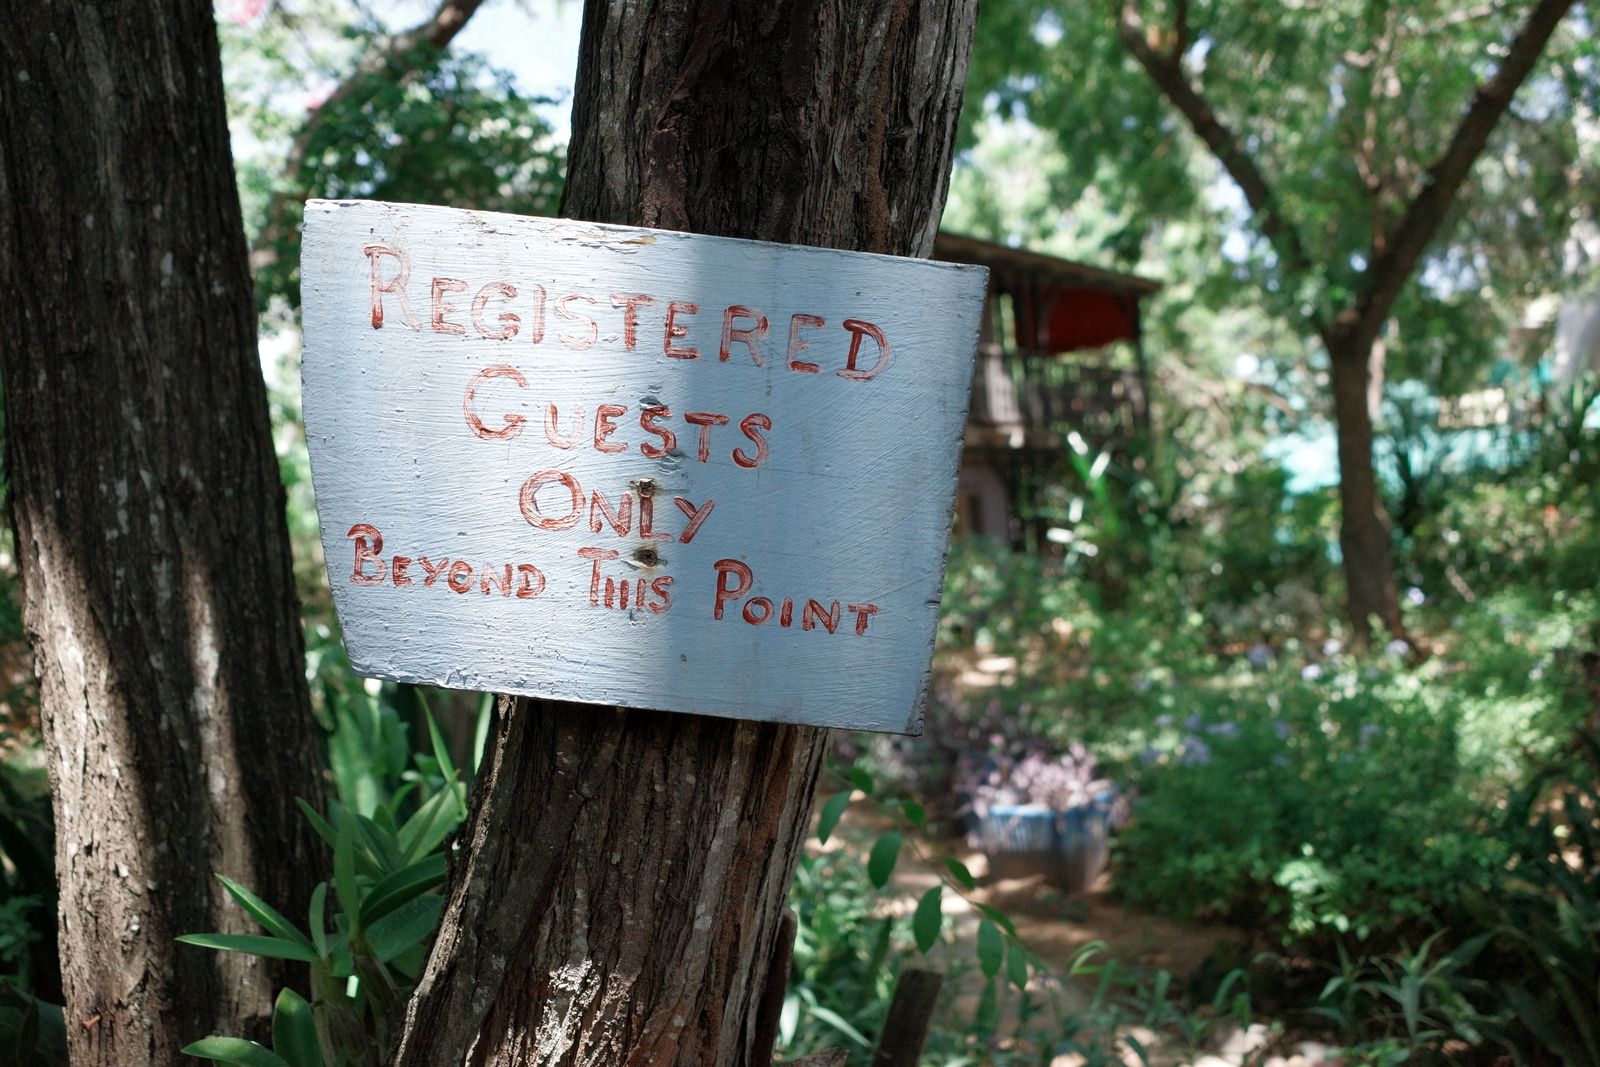 REGISTERED
GUESTS
ONLY
BEYOND THIS POINT